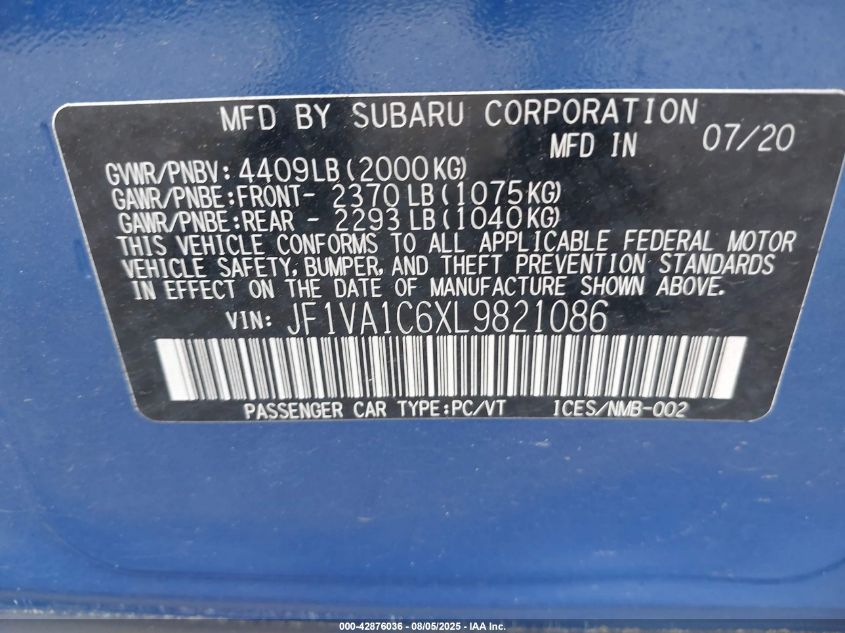 MFD BY SUBARU CORPORATION
MFD IN 07/20
GVWR/PNBV: 4409LB(2000KG)
GAWR/PNBE:FRONT- 2370LB(1075KG)
GAWR/PNBE:REAR - 2293LB(1040KG)
THIS VEHICLE CONFORMS TO ALL APPLICABLE FEDERAL MOTOR
VEHICLE SAFETY, BUMPER, AND THEFT PREVENTION STANDARDS
IN EFFECT ON THE DATE OF MANUFACTURE SHOWN ABOVE.
VIN: JF1VA1C6XL9821086
PASSENGER CAR TYPE:PC/VT ICES/NMB-002
000-42876036 - 08/05/2025 - IAA Inc.